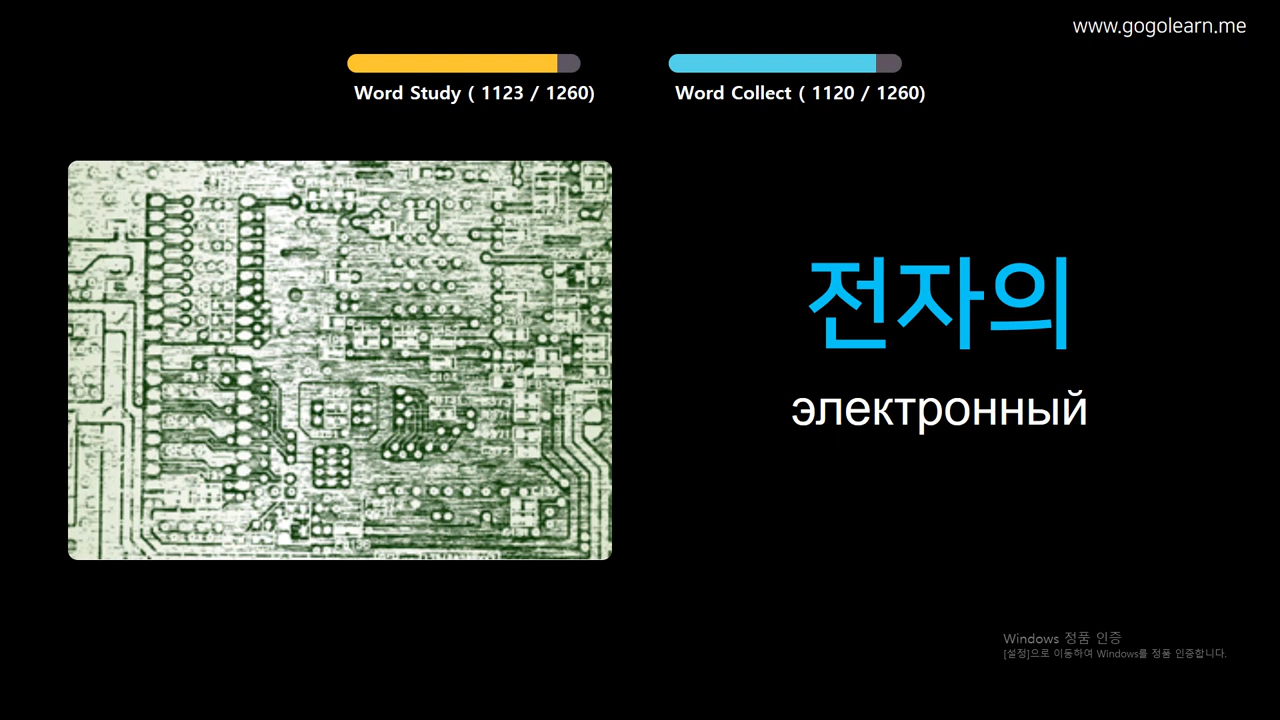 www.gogolearn.me
Word Study ( 1123 / 1260)
Word Collect ( 1120 / 1260)
전자의
электронный
Windows 정품 인증
[설정]으로 이동하여 Windows를 정품 인증합니다.